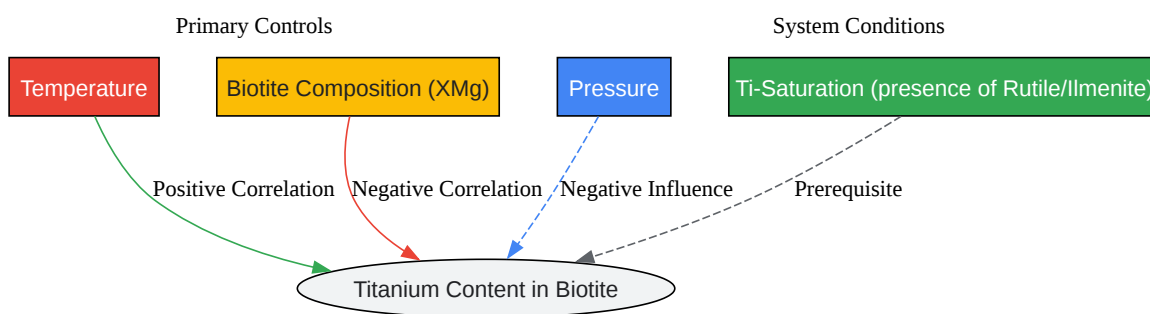 Primary Controls
System Conditions
Temperature
Biotite Composition (XMg)
Pressure
Ti-Saturation (presence of Rutile/Ilmenite)
Positive Correlation
Negative Correlation
Negative Influence
Prerequisite
Titanium Content in Biotite